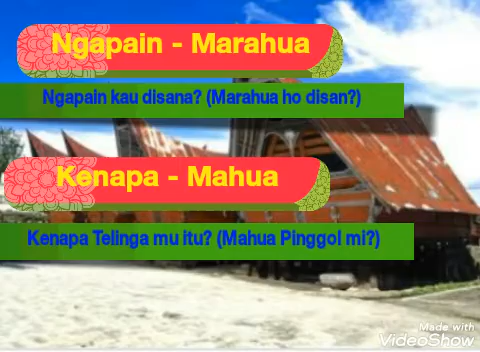 Ngapain - Marahua
Ngapain kau disana? (Marahua ho disan?)
Kenapa - Mahua
Kenapa Telinga mu itu? (Mahua Pinggol mi?)
Made with
VideoShow